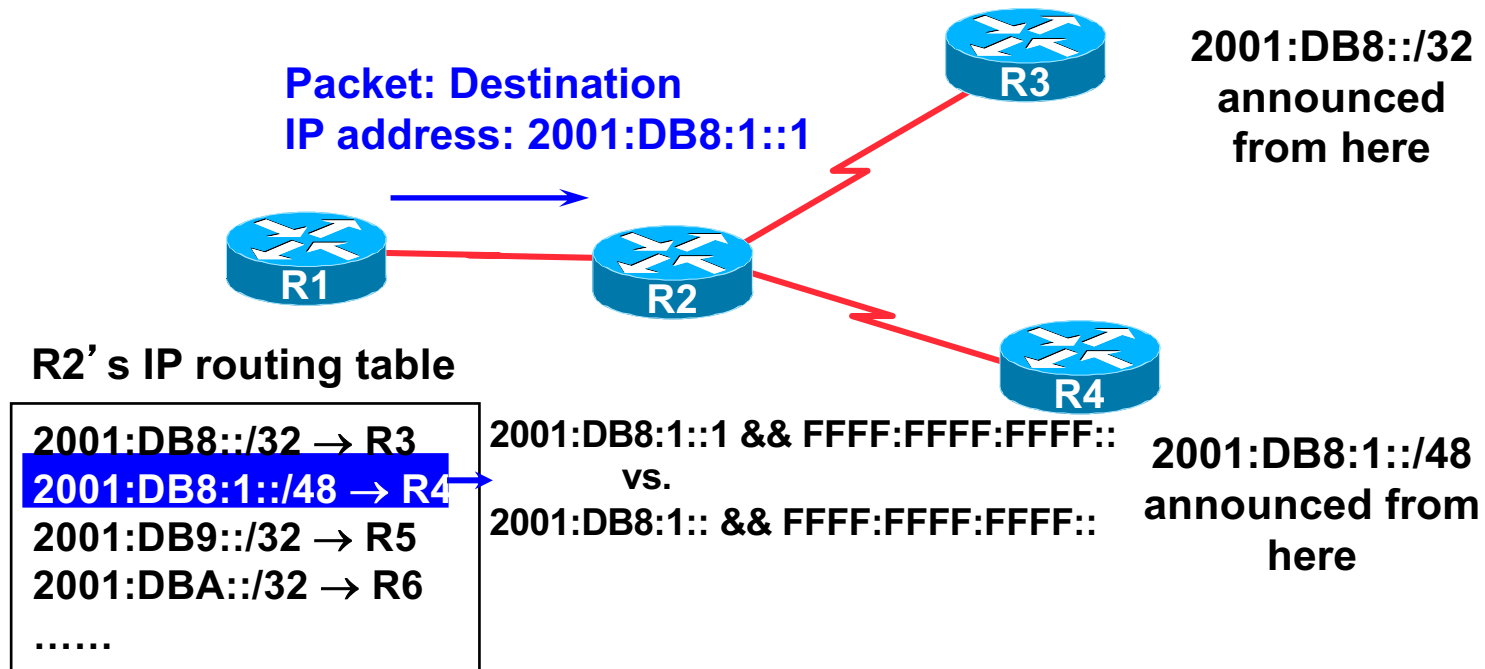 Packet: Destination
IP address: 2001:DB8:1::1
R3
2001:DB8::/32
announced
from here
R1
R2
R4
R2’s IP routing table
2001:DB8::/32 → R3
2001:DB8:1::/48 → R4
2001:DB9::/32 → R5
2001:DBA::/32 → R6
……
2001:DB8:1::1 && FFFF:FFFF:FFFF::
vs.
2001:DB8:1:: && FFFF:FFFF:FFFF::
2001:DB8:1::/48
announced from
here